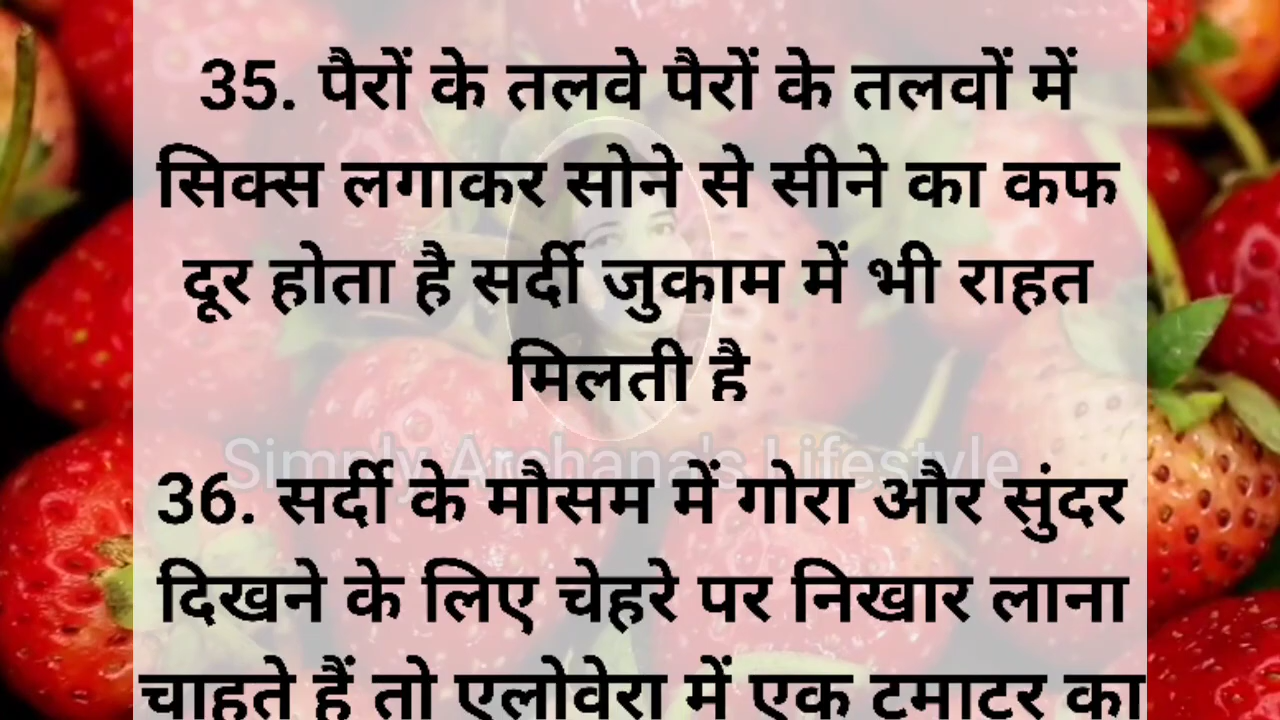 35. पैरों के तलवे पैरों के तलवों में
सिक्स लगाकर सोने से सीने का कफ
दूर होता है सर्दी जुकाम में भी राहत
मिलती है
Simply Archana's Lifestyle
36. सर्दी के मौसम में गोरा और सुंदर
दिखने के लिए चेहरे पर निखार लाना
चाहते हैं तो एलोवेरा में एक टमाटर का